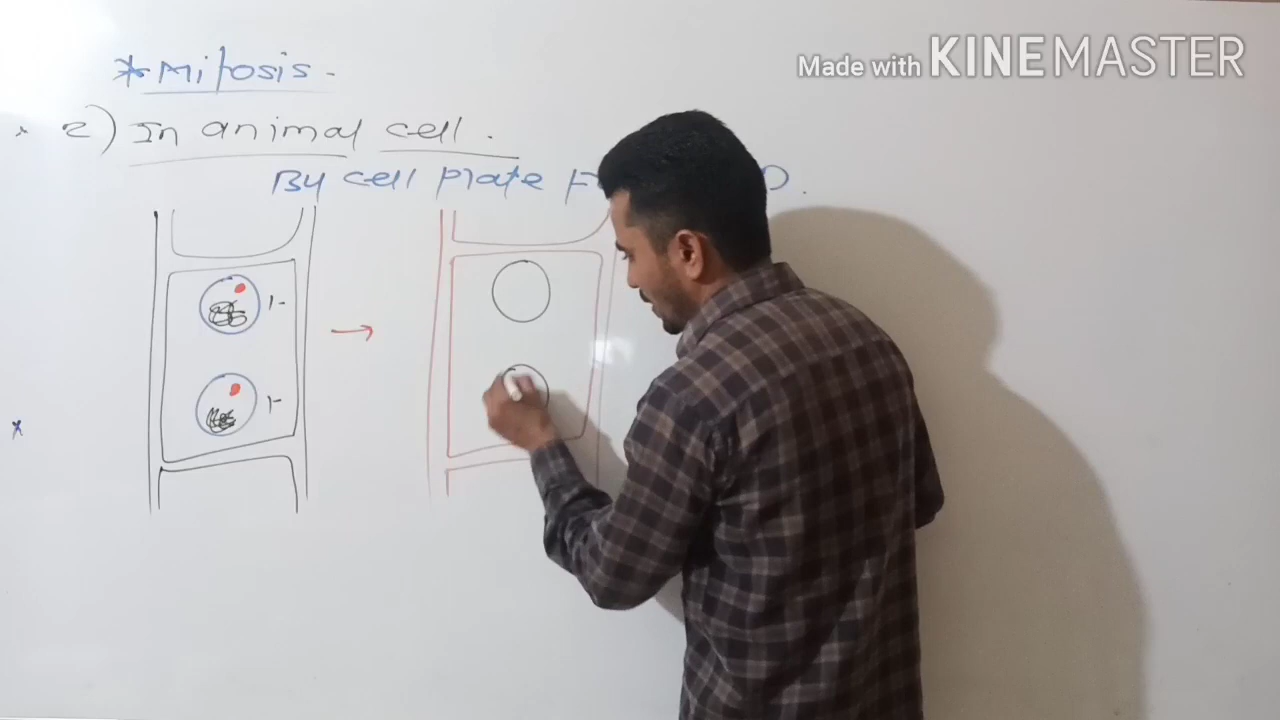 Made with KINEMASTER
* Mitosis.
2) In animal cell.
By cell plate